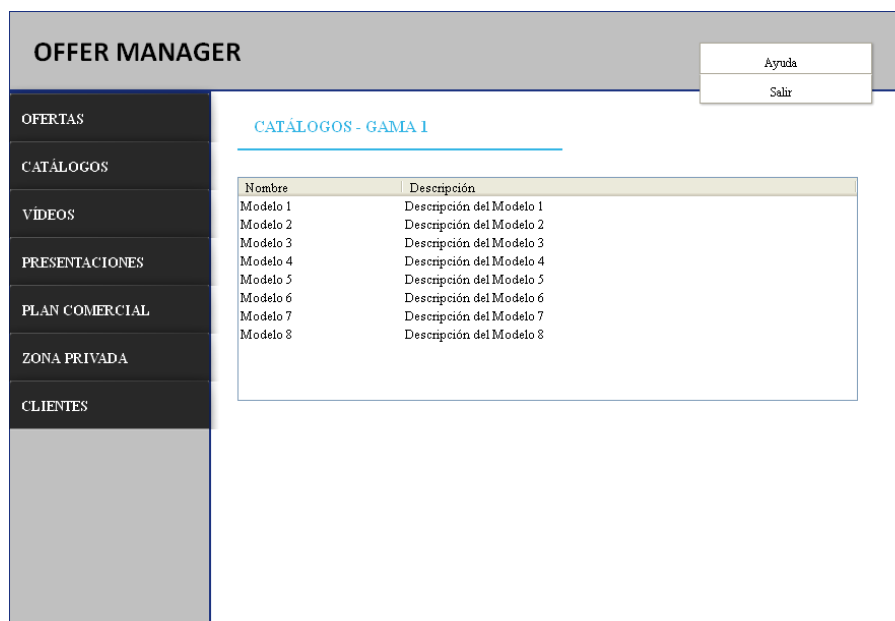 OFFER MANAGER
Ayuda
Salir
OFERTAS
CATÁLOGOS
VÍDEOS
PRESENTACIONES
PLAN COMERCIAL
ZONA PRIVADA
CLIENTES
CATÁLOGOS - GAMA 1
Nombre Descripción
Modelo 1 Descripción del Modelo 1
Modelo 2 Descripción del Modelo 2
Modelo 3 Descripción del Modelo 3
Modelo 4 Descripción del Modelo 4
Modelo 5 Descripción del Modelo 5
Modelo 6 Descripción del Modelo 6
Modelo 7 Descripción del Modelo 7
Modelo 8 Descripción del Modelo 8